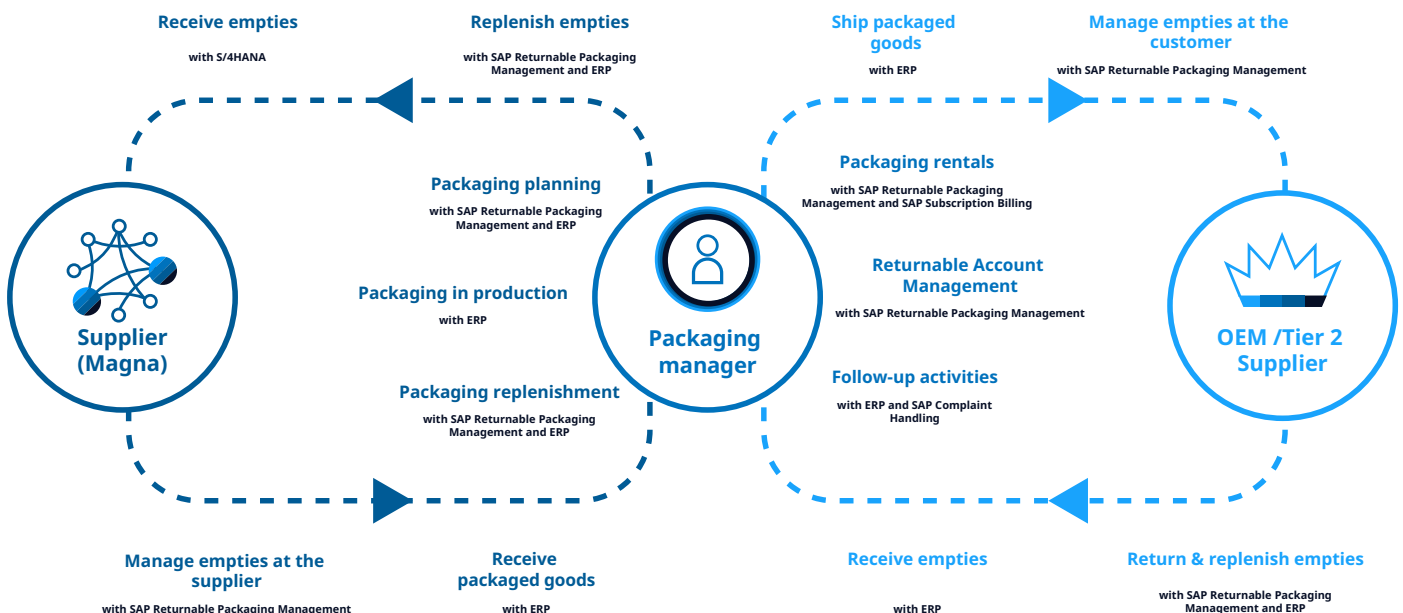 Receive empties
with S/4HANA
Replenish empties
with SAP Returnable Packaging
Management and ERP
Ship packaged
goods
with ERP
Manage empties at the
customer
with SAP Returnable Packaging Management
Packaging planning
with SAP Returnable Packaging
Management and ERP
Packaging in production
with ERP
Packaging replenishment
with SAP Returnable Packaging
Management and ERP
Packaging rentals
with SAP Returnable Packaging
Management and SAP Subscription Billing
Returnable Account
Management
with SAP Returnable Packaging Management
Follow-up activities
with ERP and SAP Complaint
Handling
Supplier
(Magna)
Packaging
manager
OEM /Tier 2
Supplier
Manage empties at the
supplier
with SAP Returnable Packaging Management
Receive
packaged goods
with ERP
Receive empties
with ERP
Return & replenish empties
with SAP Returnable Packaging
Management and ERP